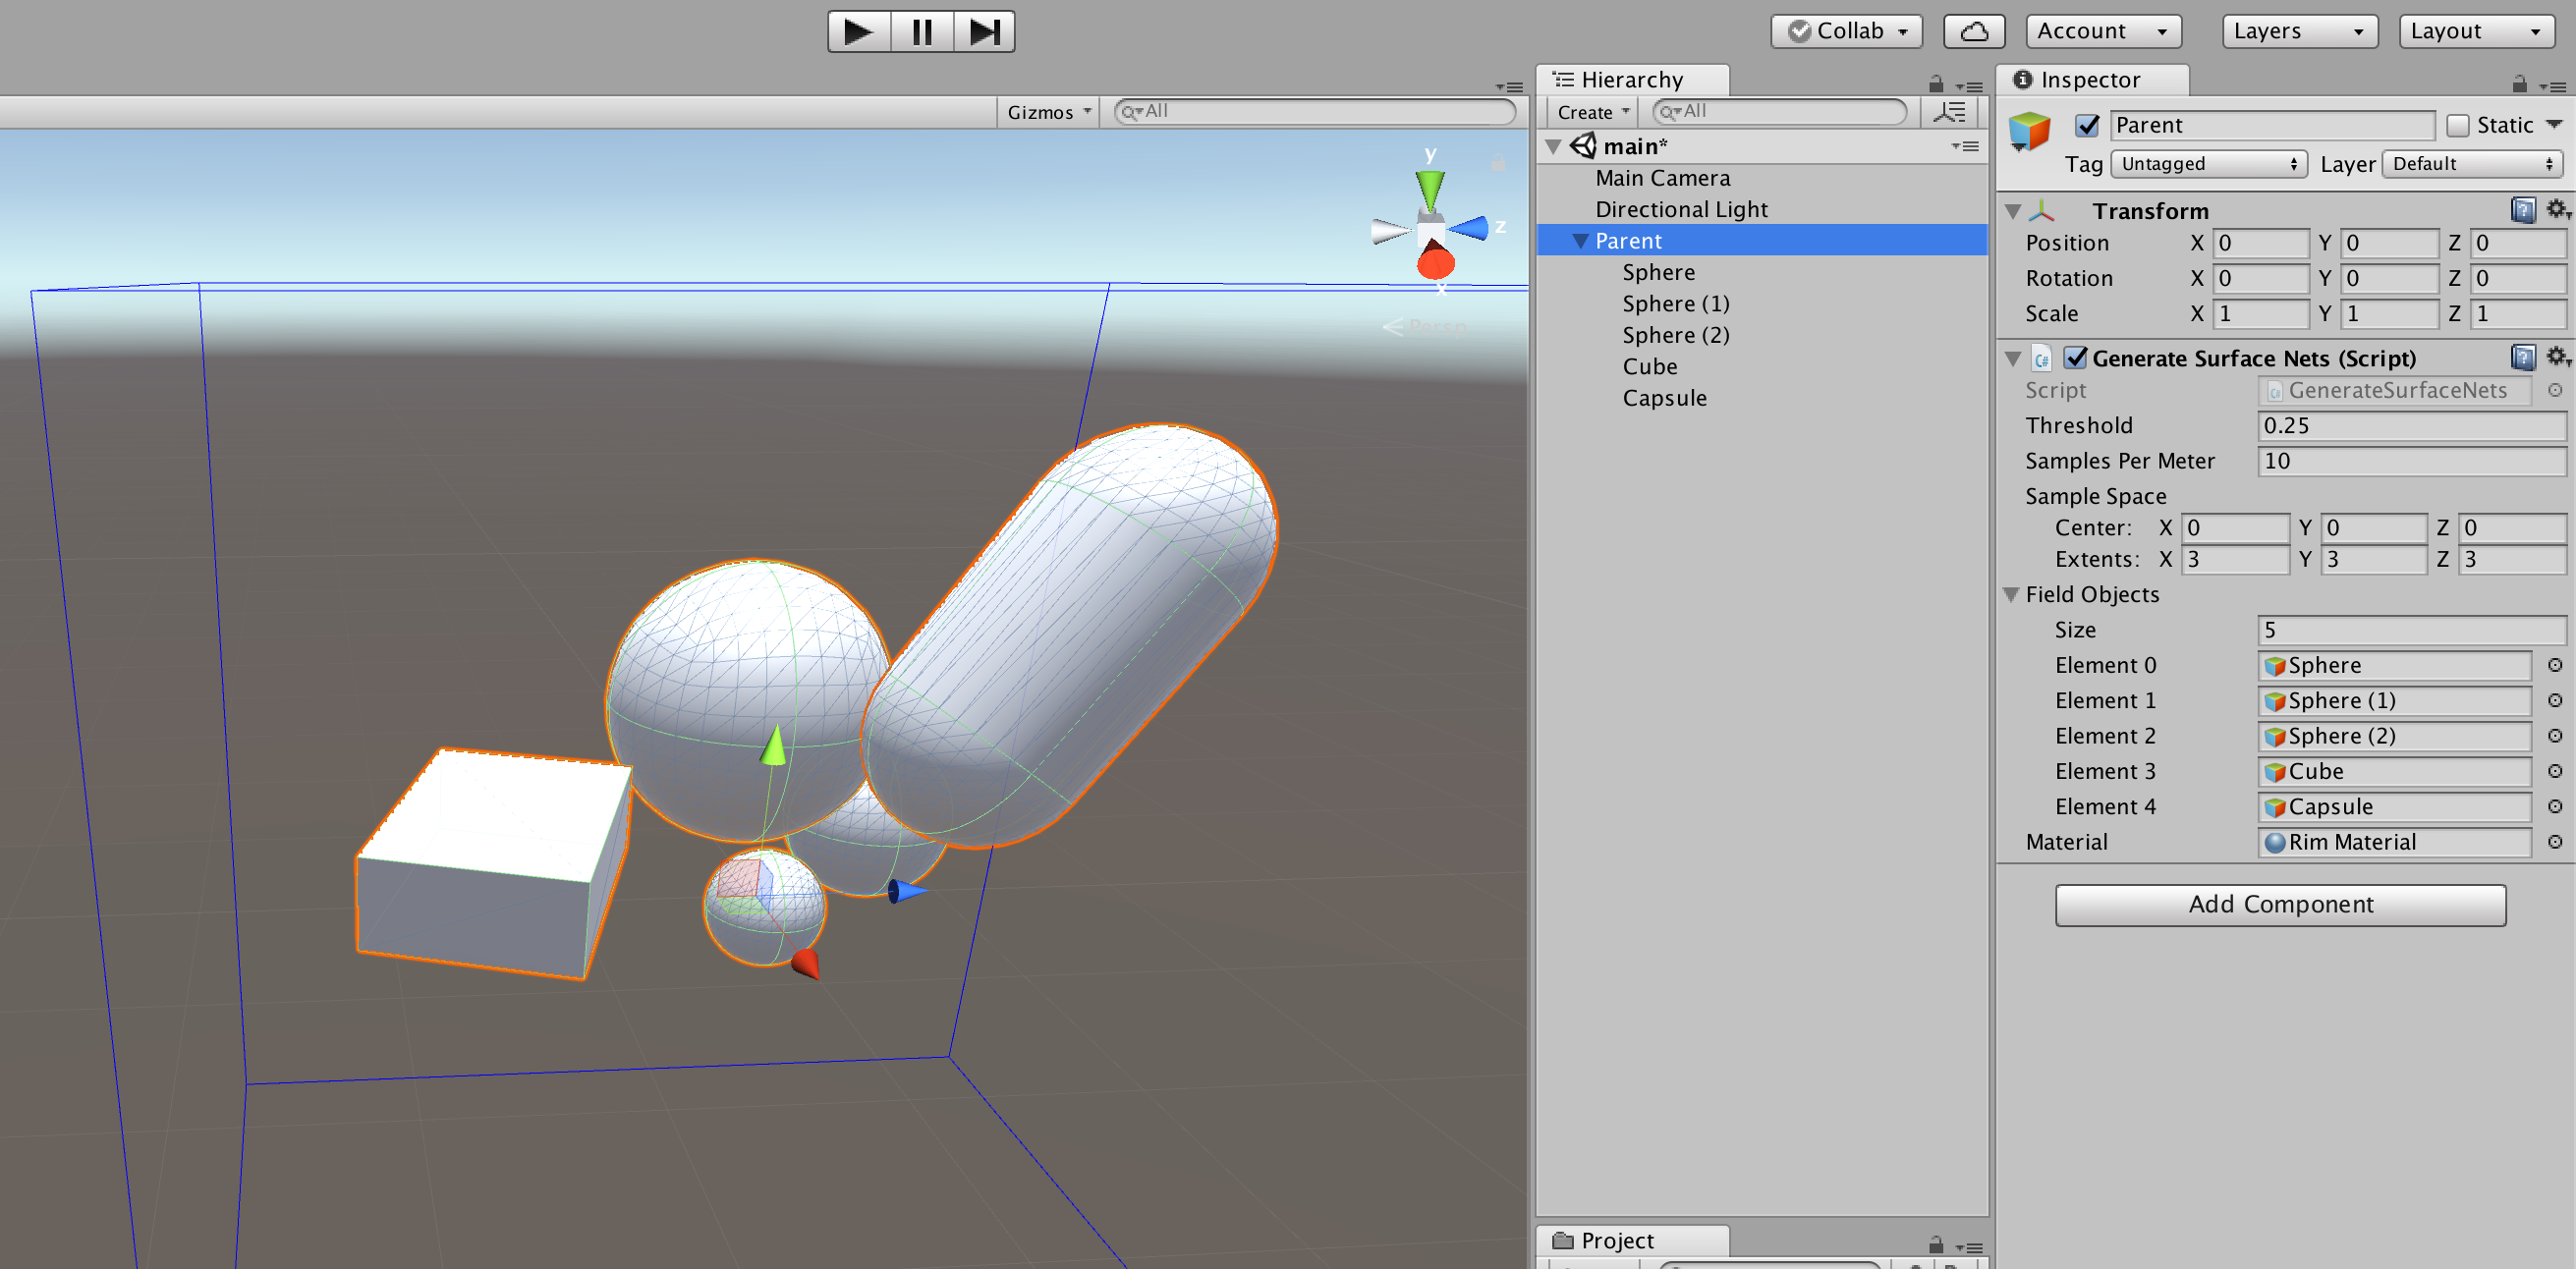 Collab
Account
Layers
Layout
Gizmos
All
y
z
x
Persp
Hierarchy
Create
All
main*
Main Camera
Directional Light
Parent
Sphere
Sphere (1)
Sphere (2)
Cube
Capsule
Project
Inspector
Parent
Static
Tag Untagged Layer Default
Transform
Position X 0 Y 0 Z 0
Rotation X 0 Y 0 Z 0
Scale X 1 Y 1 Z 1
C# Generate Surface Nets (Script)
Script GenerateSurfaceNets
Threshold 0.25
Samples Per Meter 10
Sample Space
Center: X 0 Y 0 Z 0
Extents: X 3 Y 3 Z 3
Field Objects
Size 5
Element 0 Sphere
Element 1 Sphere (1)
Element 2 Sphere (2)
Element 3 Cube
Element 4 Capsule
Material Rim Material
Add Component